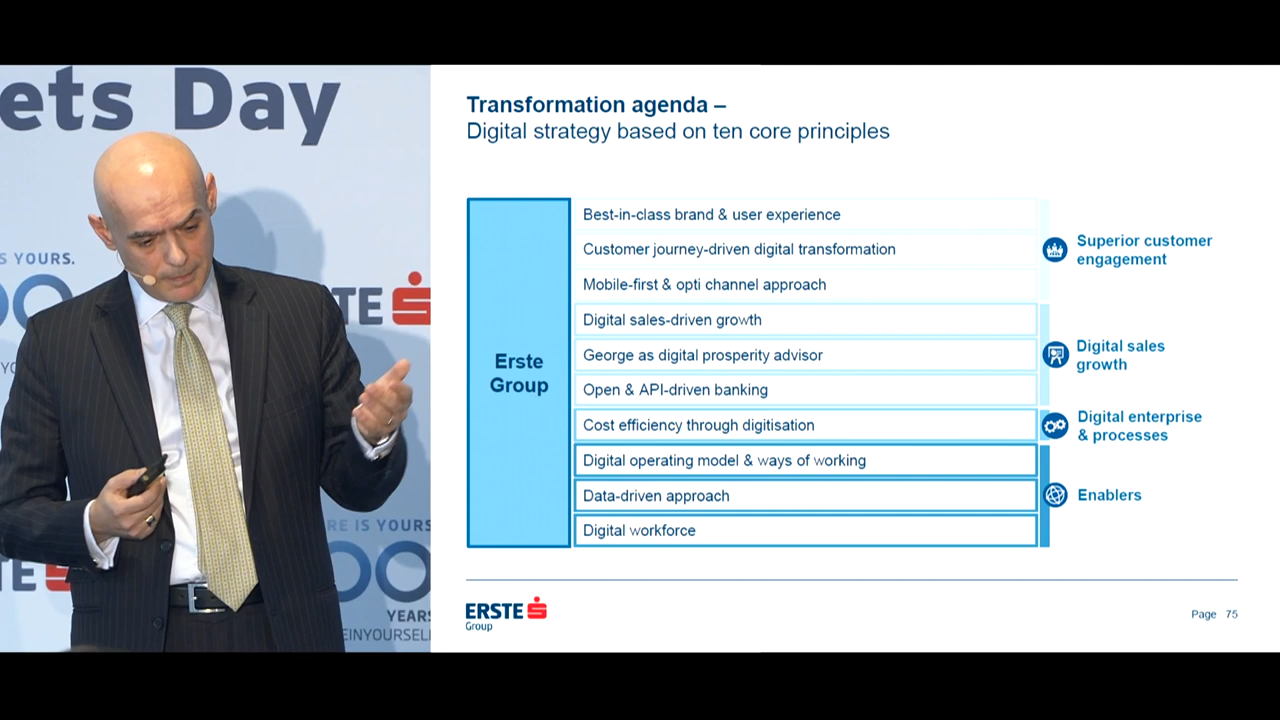 ets Day
S YOURS.
TE S
RE IS YOURS
TE
YEARS
EINYOURSEL
Transformation agenda –
Digital strategy based on ten core principles
Erste
Group
Best-in-class brand & user experience
Customer journey-driven digital transformation
Mobile-first & opti channel approach
Digital sales-driven growth
George as digital prosperity advisor
Open & API-driven banking
Cost efficiency through digitisation
Digital operating model & ways of working
Data-driven approach
Digital workforce
Superior customer
engagement
Digital sales
growth
Digital enterprise
& processes
Enablers
ERSTE S
Group
Page 75